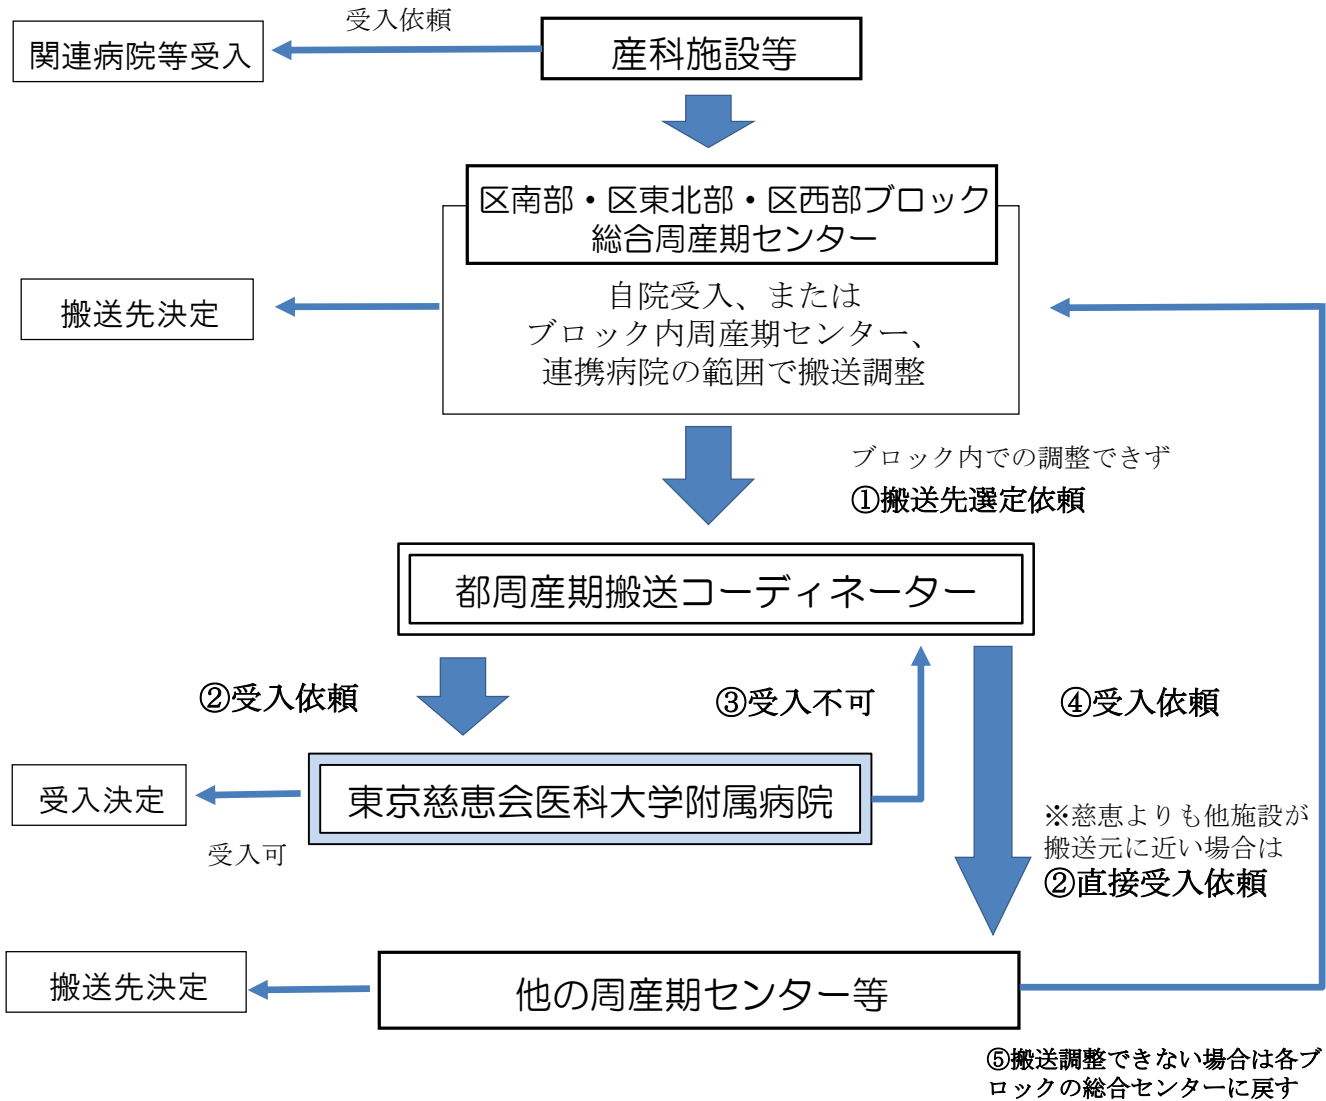 受入依頼
関連病院等受入
産科施設等
区南部・区東北部・区西部ブロック
総合周産期センター
搬送先決定
自院受入、または
ブロック内周産期センター、
連携病院の範囲で搬送調整
ブロック内での調整できず
①搬送先選定依頼
都周産期搬送コーディネーター
②受入依頼
③受入不可
④受入依頼
受入決定
東京慈恵会医科大学附属病院
受入可
※慈恵よりも他施設が
搬送元に近い場合は
②直接受入依頼
搬送先決定
他の周産期センター等
⑤搬送調整できない場合は各ブ
ロックの総合センターに戻す